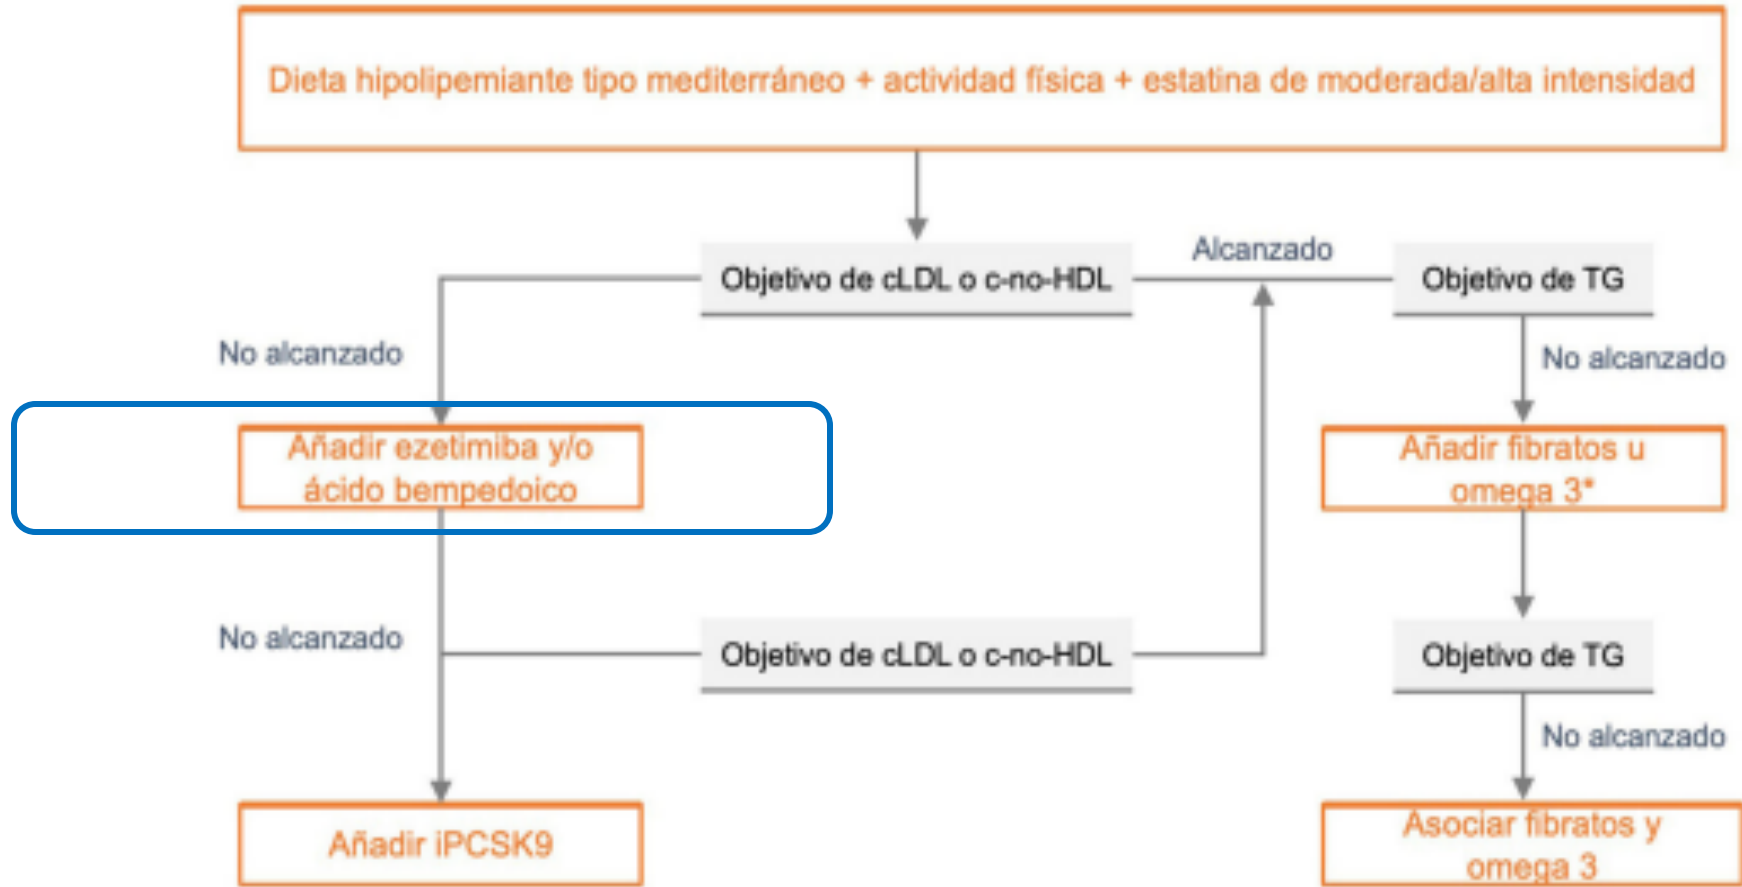 Dieta hipolipemiante tipo mediterráneo + actividad física + estatina de moderada/alta intensidad
Alcanzado
Objetivo de cLDL o c-no-HDL
Objetivo de TG
No alcanzado
No alcanzado
Añadir ezetimiba y/o
ácido bempedoico
Añadir fibratos u
omega 3*
No alcanzado
Objetivo de cLDL o c-no-HDL
Objetivo de TG
No alcanzado
Añadir iPCSK9
Asociar fibratos y
omega 3